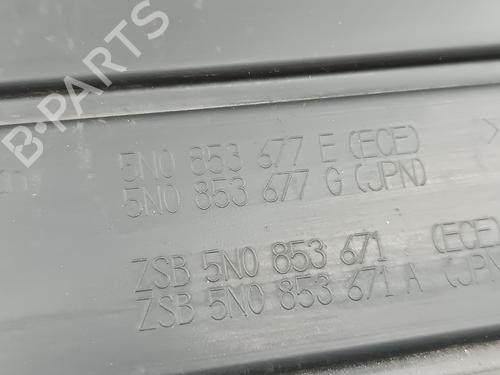 B-PARTS
5N0 853 677 E (ECE)
5N0 853 677 G (JPN)
ZSB 5N0 853 671 (ECE)
ZSB 5N0 853 671 A (JPN
B-PARTS